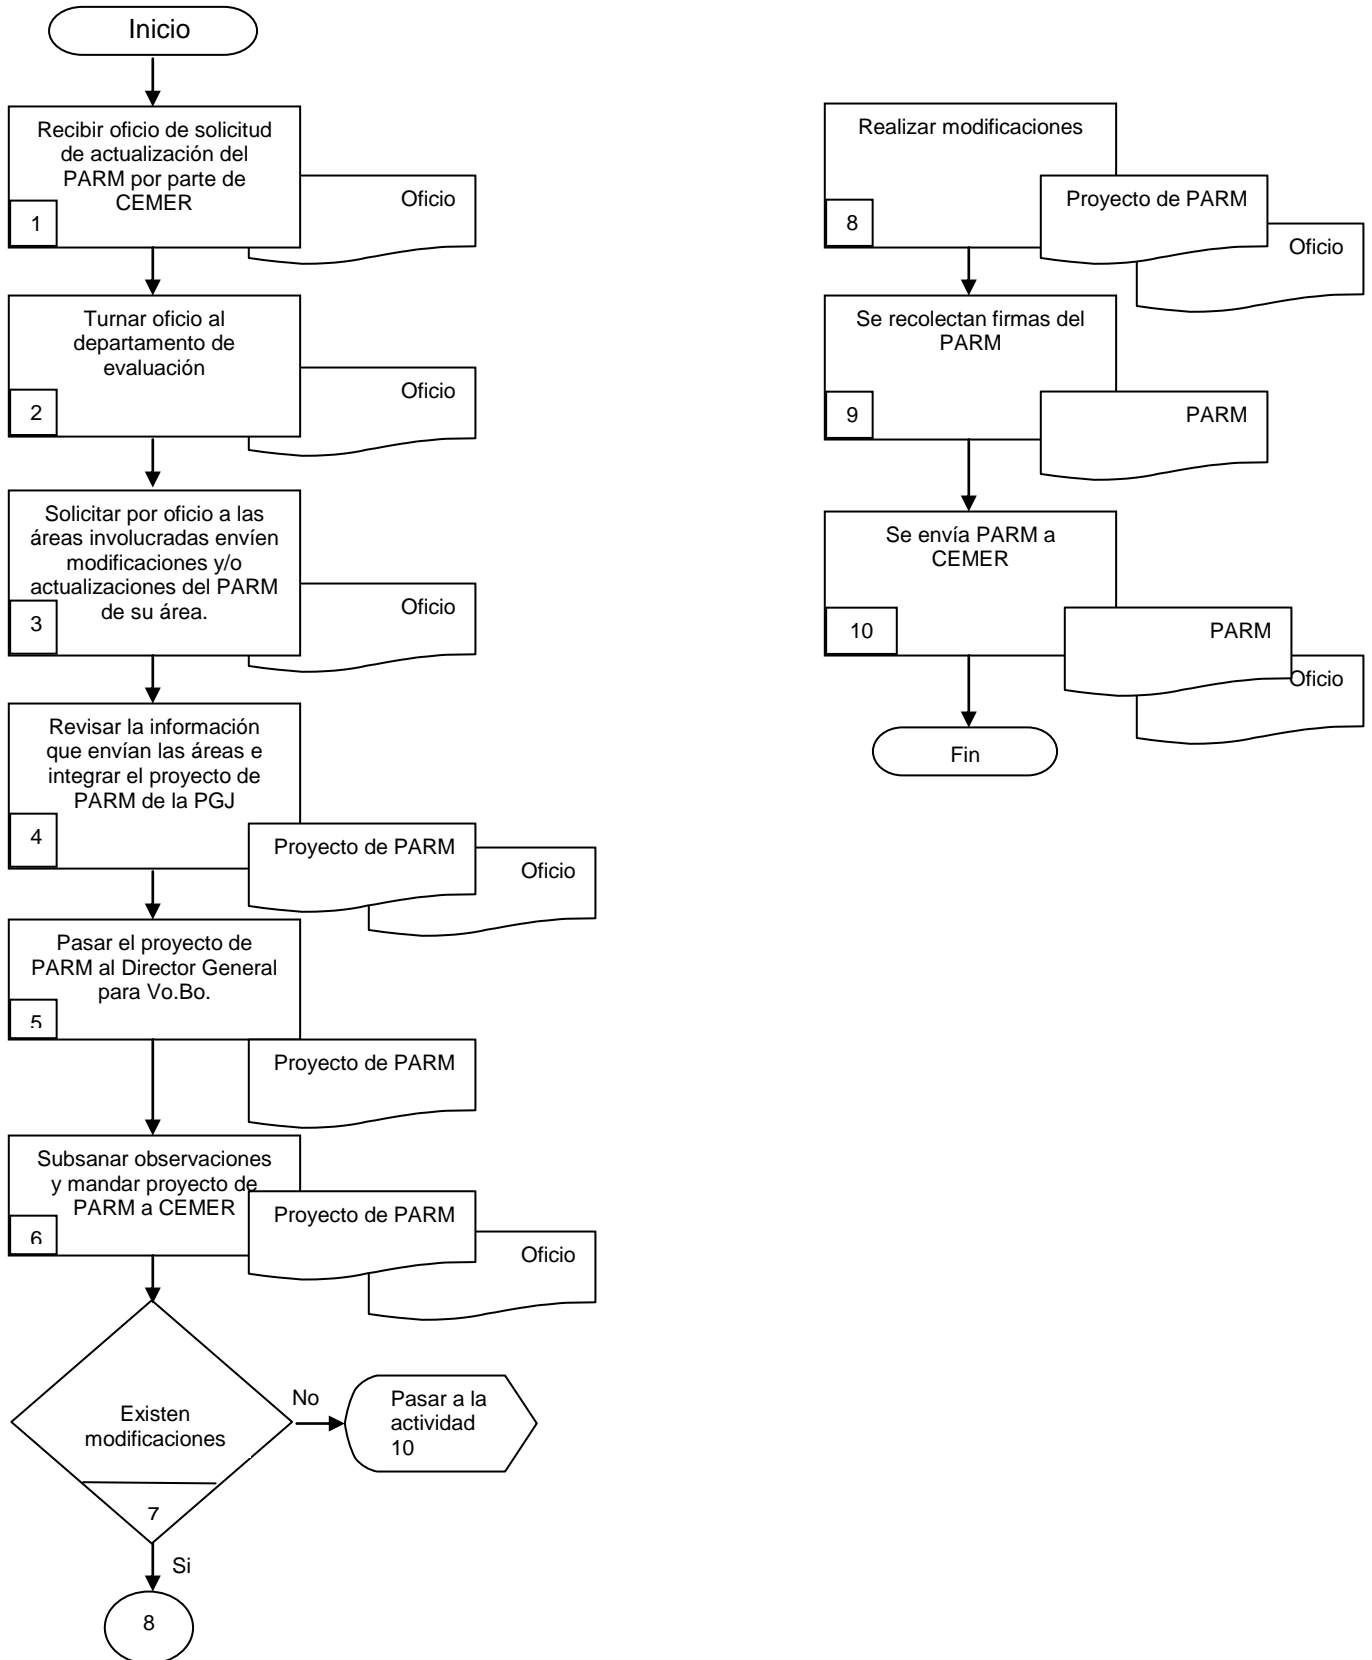 Inicio
Recibir oficio de solicitud
de actualización del
PARM por parte de
CEMER
1
Oficio
Turnar oficio al
departamento de
evaluación
2
Oficio
Solicitar por oficio a las
áreas involucradas envíen
modificaciones y/o
actualizaciones del PARM
de su área.
3
Oficio
Revisar la información
que envían las áreas e
integrar el proyecto de
PARM de la PGJ
4
Proyecto de PARM
Oficio
Pasar el proyecto de
PARM al Director General
para Vo.Bo.
5
Proyecto de PARM
Subsanar observaciones
y mandar proyecto de
PARM a CEMER
6
Proyecto de PARM
Oficio
Existen
modificaciones
7
No
Pasar a la
actividad
10
Si
8
Realizar modificaciones
8
Proyecto de PARM
Oficio
Se recolectan firmas del
PARM
9
PARM
Se envía PARM a
CEMER
10
PARM
Oficio
Fin